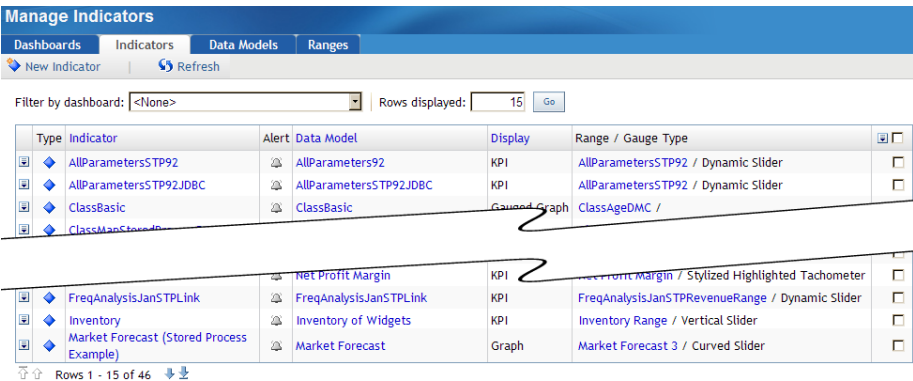 Manage Indicators
Dashboards Indicators Data Models Ranges
New Indicator | Refresh
Filter by dashboard: <None> Rows displayed: 15 Go
Type Indicator Alert Data Model Display Range / Gauge Type
AllParametersSTP92 AllParameters92 KPI AllParametersSTP92 / Dynamic Slider
AllParametersSTP92JDBC AllParametersSTP92JDBC KPI AllParametersSTP92 / Dynamic Slider
ClassBasic ClassBasic Gauged Graph ClassAgeDMC /
Net Profit Margin KPI Net Profit Margin / Stylized Highlighted Tachometer
FreqAnalysisJanSTPLink FreqAnalysisJanSTPLink KPI FreqAnalysisJanSTPRevenueRange / Dynamic Slider
Inventory Inventory of Widgets KPI Inventory Range / Vertical Slider
Market Forecast (Stored Process
Example) Market Forecast Graph Market Forecast 3 / Curved Slider
Rows 1 - 15 of 46